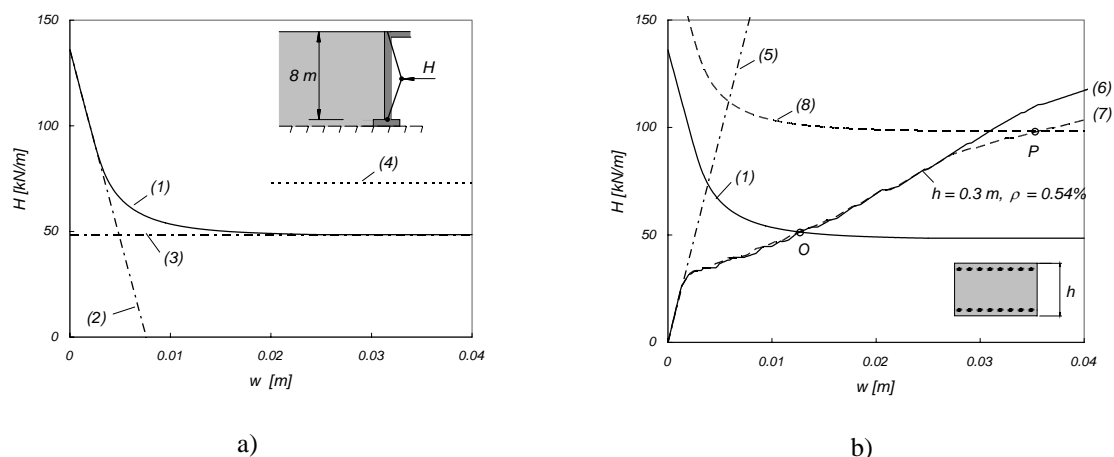 150
100
50
0
H [kN/m]
0
0.01
0.02
0.03
0.04
w [m]
8 m
H
(1)
(2)
(3)
(4)
a)
150
100
50
0
H [kN/m]
0
0.01
0.02
0.03
0.04
w [m]
(5)
(6)
(7)
(8)
(1)
P
O
h = 0.3 m, ρ = 0.54%
h
b)